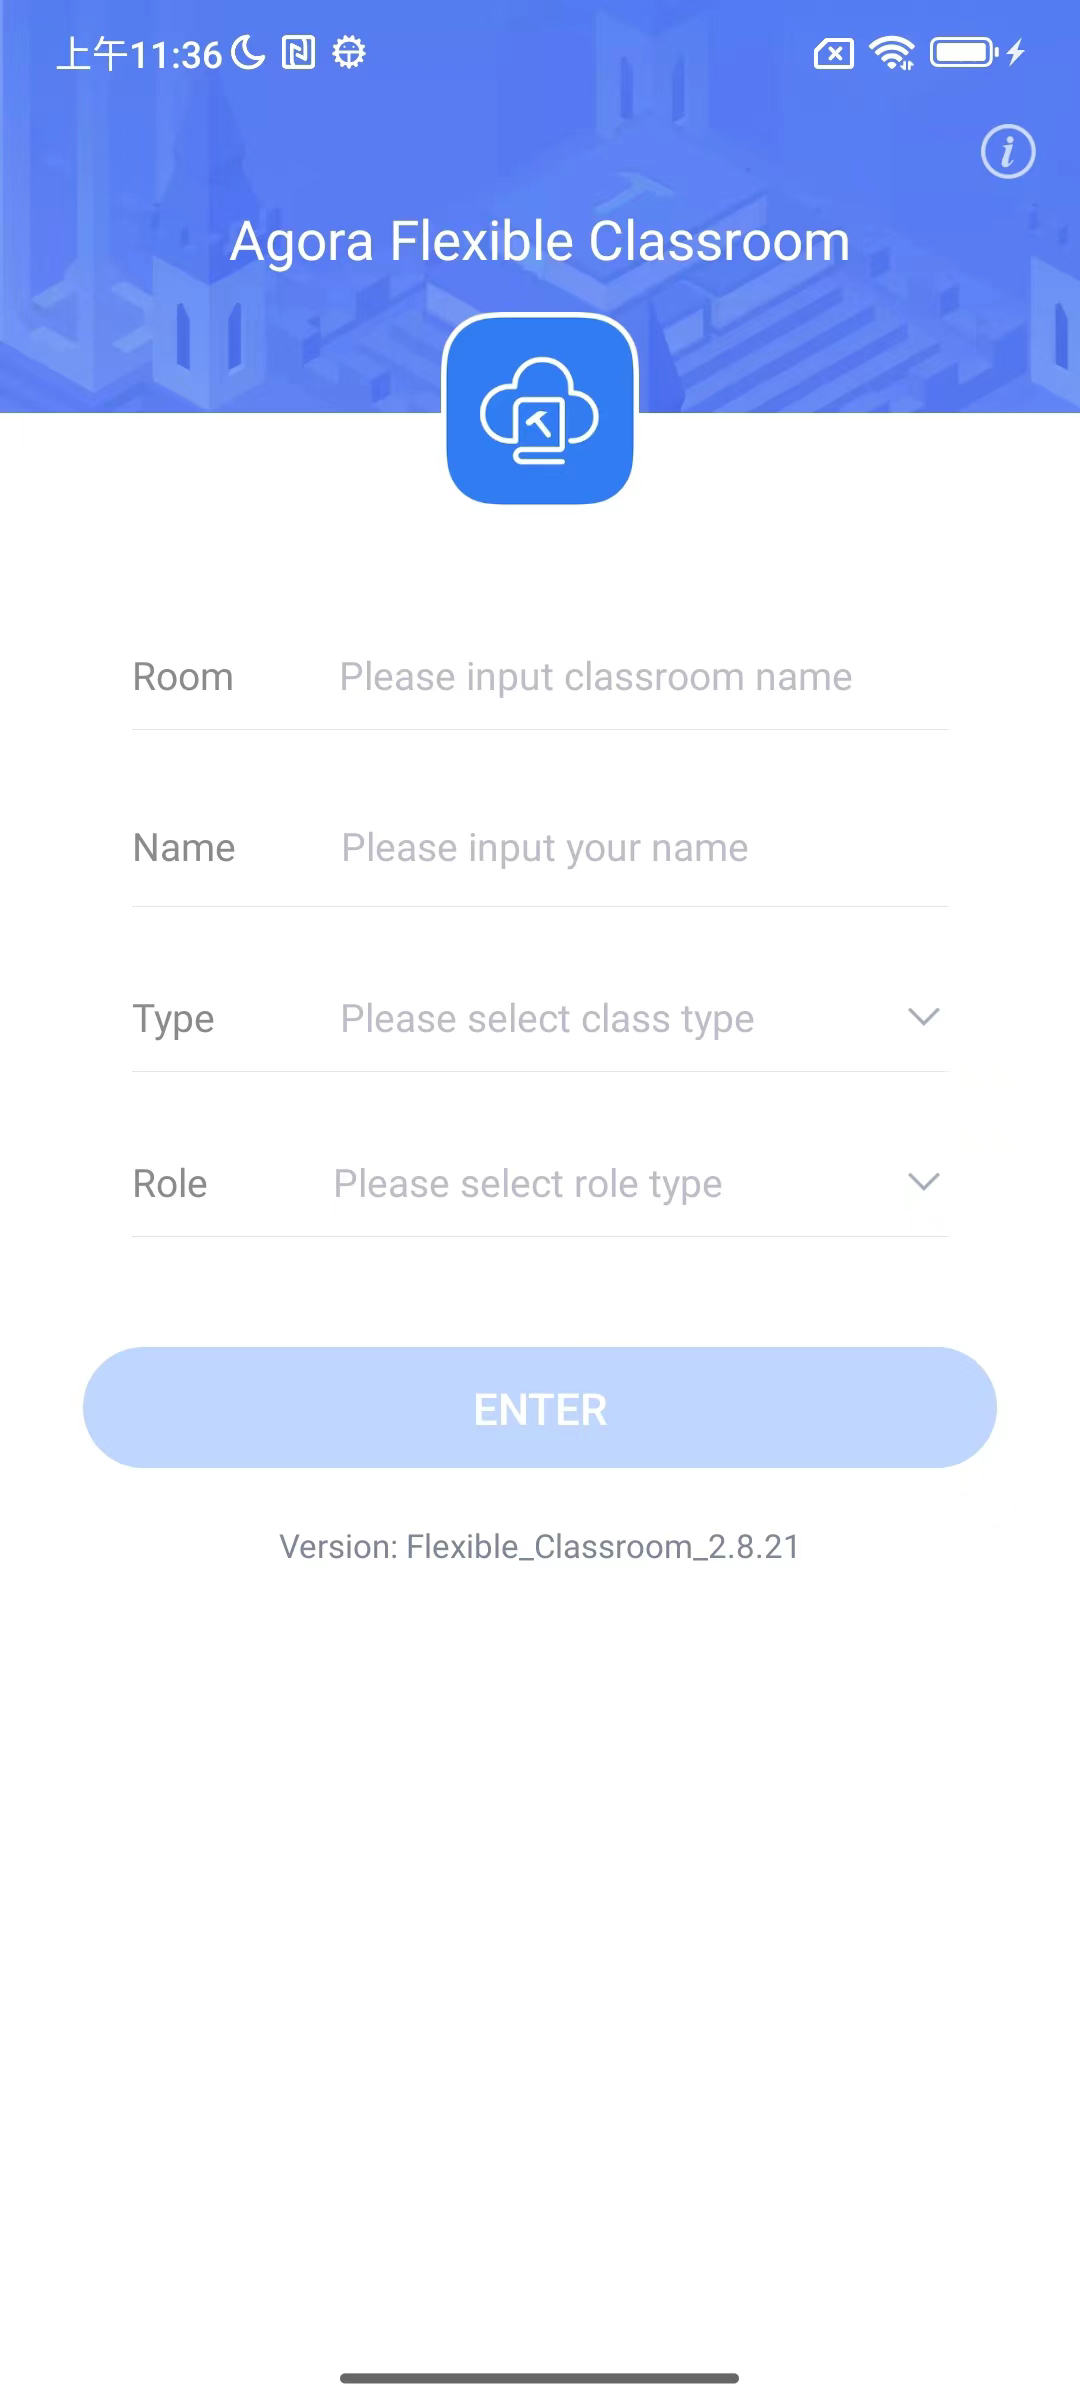 上午11:36
Agora Flexible Classroom
Room Please input classroom name
Name Please input your name
Type Please select class type
Role Please select role type
ENTER
Version: Flexible_Classroom_2.8.21